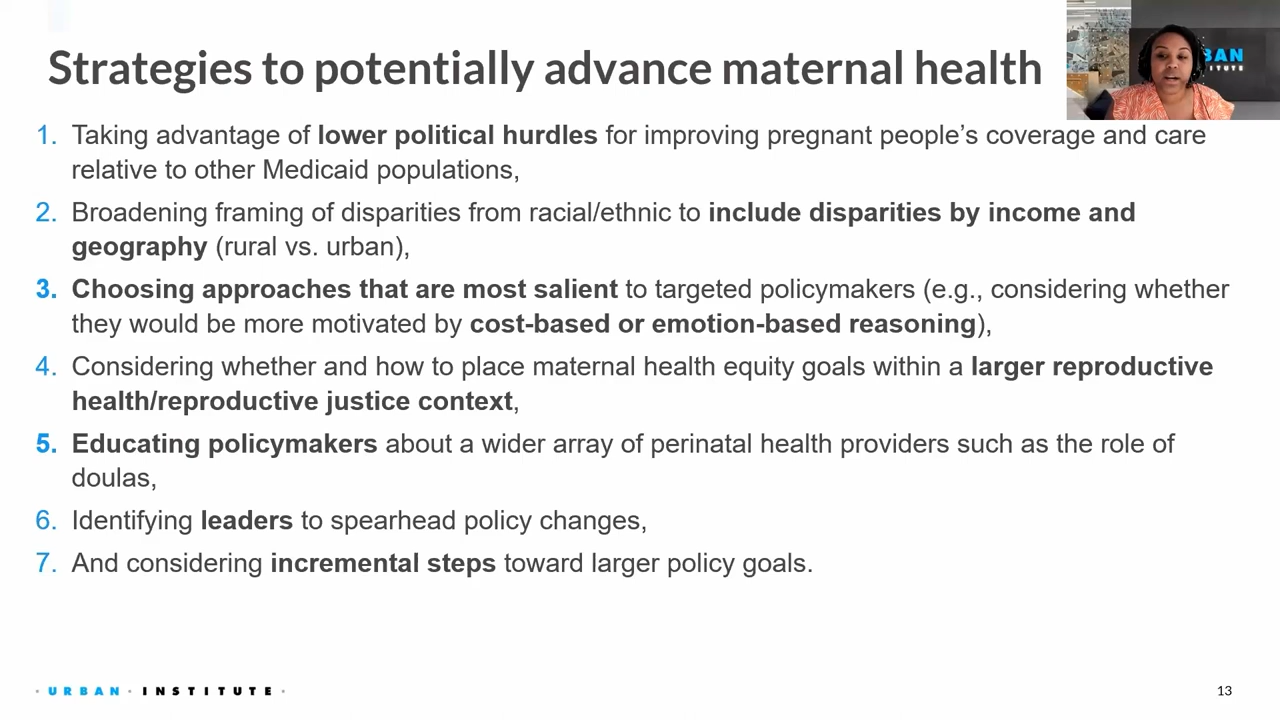 Strategies to potentially advance maternal health
1. Taking advantage of lower political hurdles for improving pregnant people's coverage and care
relative to other Medicaid populations,
2. Broadening framing of disparities from racial/ethnic to include disparities by income and
geography (rural vs. urban),
3. Choosing approaches that are most salient to targeted policymakers (e.g., considering whether
they would be more motivated by cost-based or emotion-based reasoning),
4. Considering whether and how to place maternal health equity goals within a larger reproductive
health/reproductive justice context,
5. Educating policymakers about a wider array of perinatal health providers such as the role of
doulas,
6. Identifying leaders to spearhead policy changes,
7. And considering incremental steps toward larger policy goals.
· URBAN · INSTITUTE ·
13